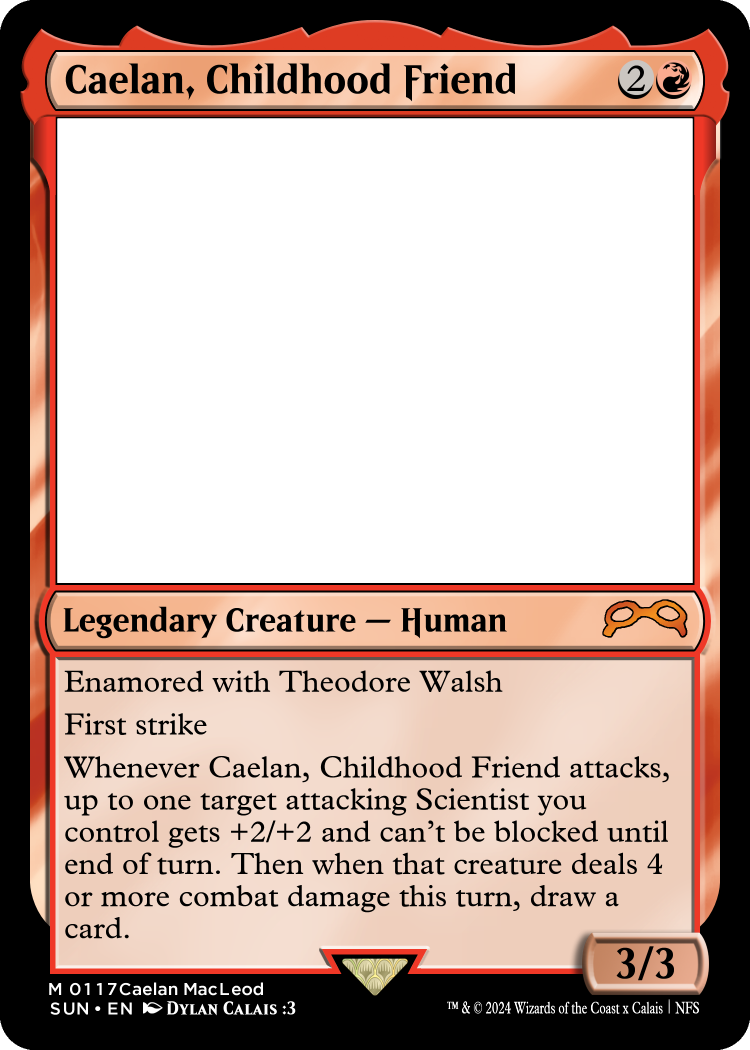 Caelan, Childhood Friend 2
Legendary Creature — Human
Enamored with Theodore Walsh
First strike
Whenever Caelan, Childhood Friend attacks,
up to one target attacking Scientist you
control gets +2/+2 and can't be blocked until
end of turn. Then when that creature deals 4
or more combat damage this turn, draw a
card.
3/3
M 0117Caelan MacLeod
SUN • EN Dylan Calais :3
™ & © 2024 Wizards of the Coast x Calais | NFS